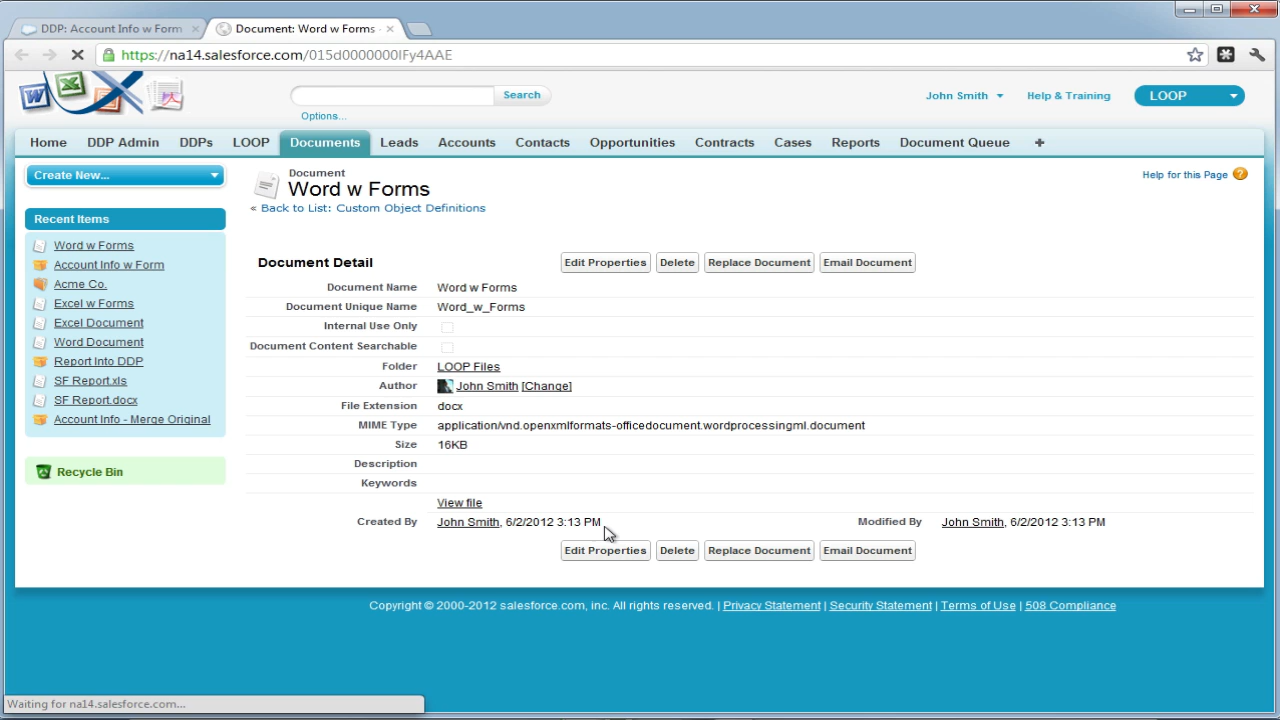 DDP: Account Info w Form
Document: Word w Forms
https://na14.salesforce.com/015d0000000IFy4AAE
Search
Options...
John Smith
Help & Training
LOOP
Home DDP Admin DDPs LOOP Documents Leads Accounts Contacts Opportunities Contracts Cases Reports Document Queue +
Create New...
Recent Items
Word w Forms
Account Info w Form
Acme Co.
Excel w Forms
Excel Document
Word Document
Report Into DDP
SF Report.xls
SF Report.docx
Account Info - Merge Original
Recycle Bin
Document
Word w Forms
Help for this Page ?
« Back to List: Custom Object Definitions
Document Detail
Edit Properties Delete Replace Document Email Document
Document Name Word w Forms
Document Unique Name Word_w_Forms
Internal Use Only
Document Content Searchable
Folder LOOP Files
Author John Smith [Change]
File Extension docx
MIME Type application/vnd.openxmlformats-officedocument.wordprocessingml.document
Size 16KB
Description
Keywords
View file
Created By John Smith, 6/2/2012 3:13 PM Modified By John Smith, 6/2/2012 3:13 PM
Edit Properties Delete Replace Document Email Document
Copyright © 2000-2012 salesforce.com, inc. All rights reserved. | Privacy Statement | Security Statement | Terms of Use | 508 Compliance
Waiting for na14.salesforce.com...